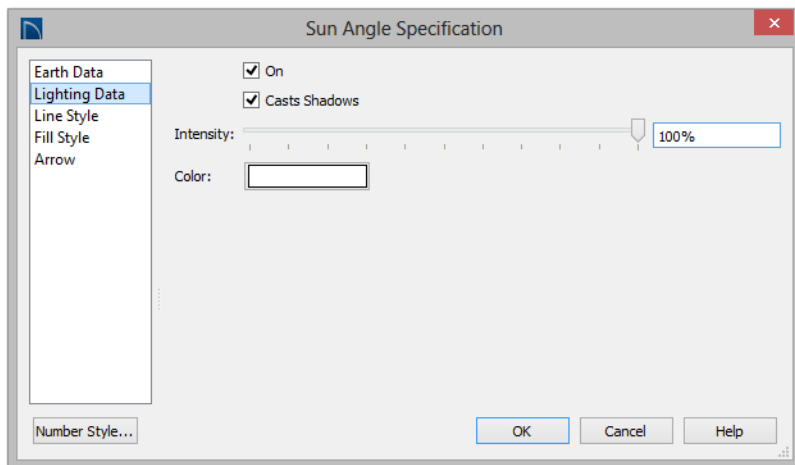 Sun Angle Specification
Earth Data
Lighting Data
Line Style
Fill Style
Arrow
On
Casts Shadows
Intensity: 100%
Color:
Number Style... OK Cancel Help